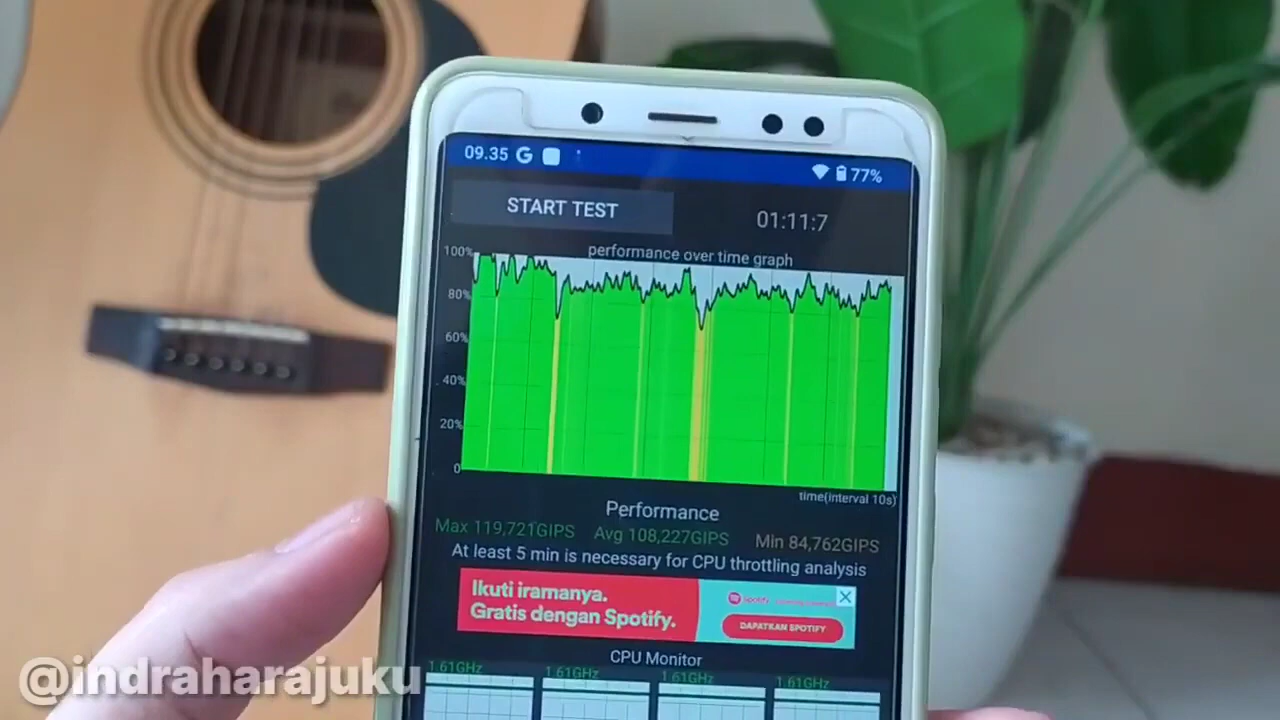 09.35 G 77%
START TEST 01:11:7
performance over time graph
100%
80%
60%
40%
20%
0
time(interval 10s)
Performance
Max 119,721GIPS Avg 108,227GIPS Min 84,762GIPS
At least 5 min is necessary for CPU throttling analysis
Ikuti iramanya.
Gratis dengan Spotify.
Spotify
DAPATKAN SPOTIFY
CPU Monitor
1.61GHz 1.61GHz 1.61GHz 1.61GHz
@indraharajuku